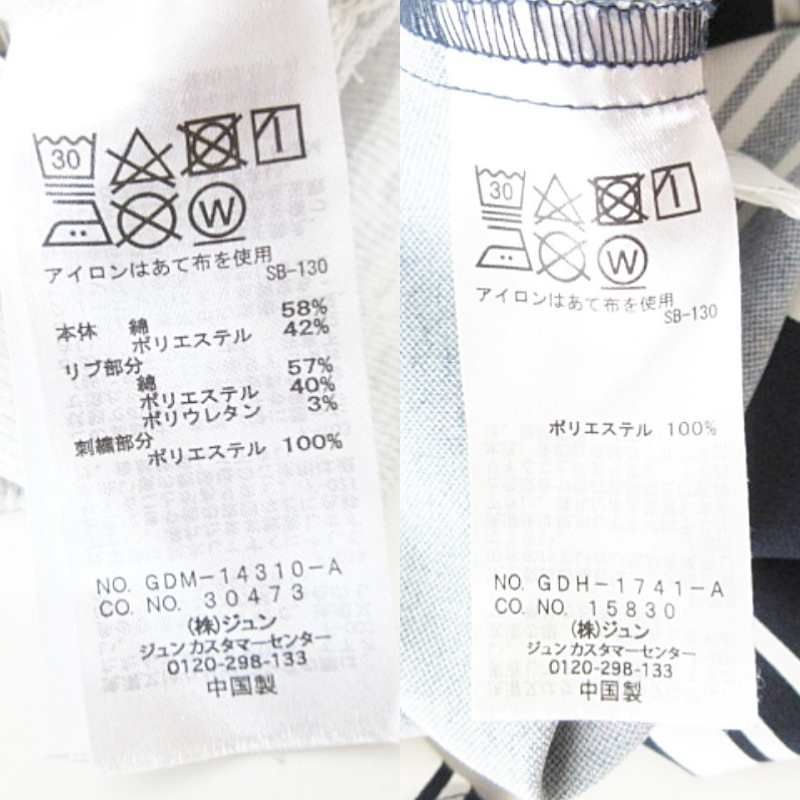 30
W
アイロンはあて布を使用
SB-130
58%
本体 綿
ポリエステル 42%
リブ部分
綿 57%
ポリエステル 40%
ポリウレタン 3%
刺繍部分
ポリエステル 100%
NO. GDM-14310-A
CO. NO. 30473
(株)ジュン
ジュン カスタマーセンター
0120-298-133
中国製
30
W
アイロンはあて布を使用
SB-130
ポリエステル 100%
NO. GDH-1741-A
CO. NO. 15830
(株)ジュン
ジュン カスタマーセンター
0120-298-133
中国製